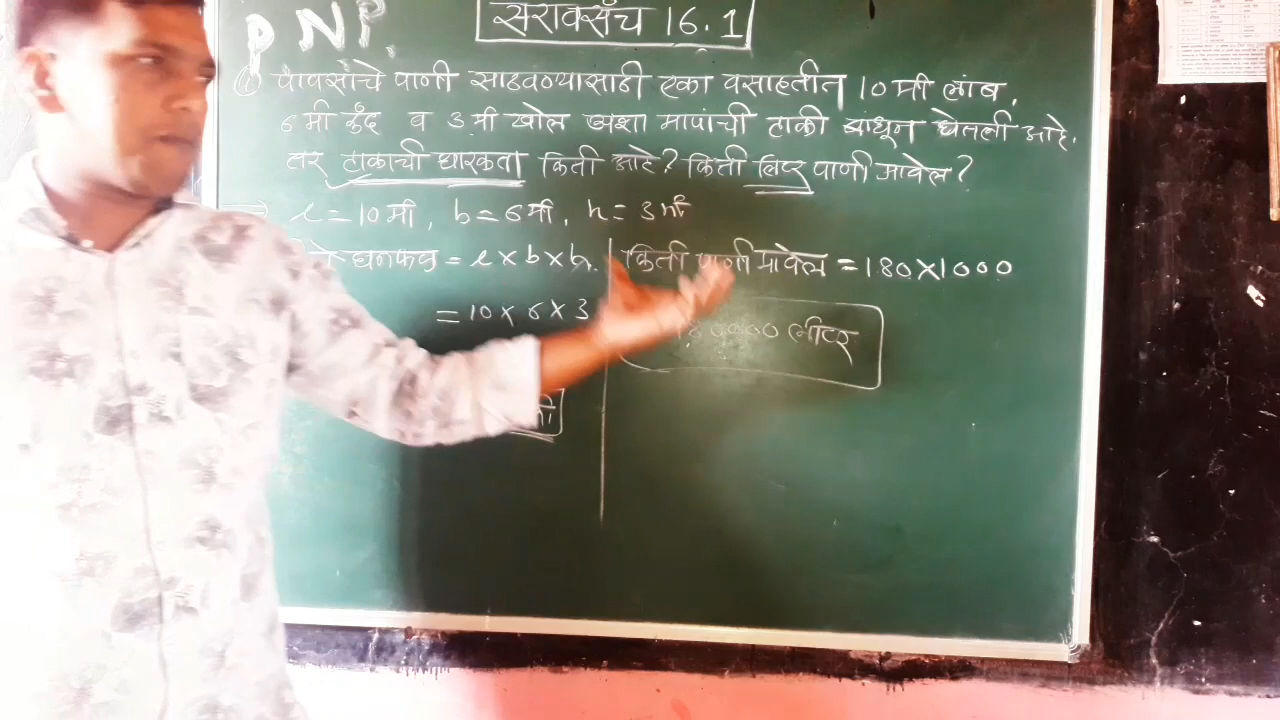 सरावसंच 16.1
PNP.
पावसाचे पाणी साठवण्यासाठी एका वसाहतीत 10 मी लांब,
6 मी रुंद व 3 मी खोल अशा मापांची टाकी बांधून घेतली आहे.
तर टाकाची धारकता किती आहे? किती लिटर पाणी मावेल?
l = 10 मी, b = 6 मी, h = 3 मी
घनफळ = l × b × h
किती पाणी मावेल = 180 × 1000
= 10 × 6 × 3
लीटर